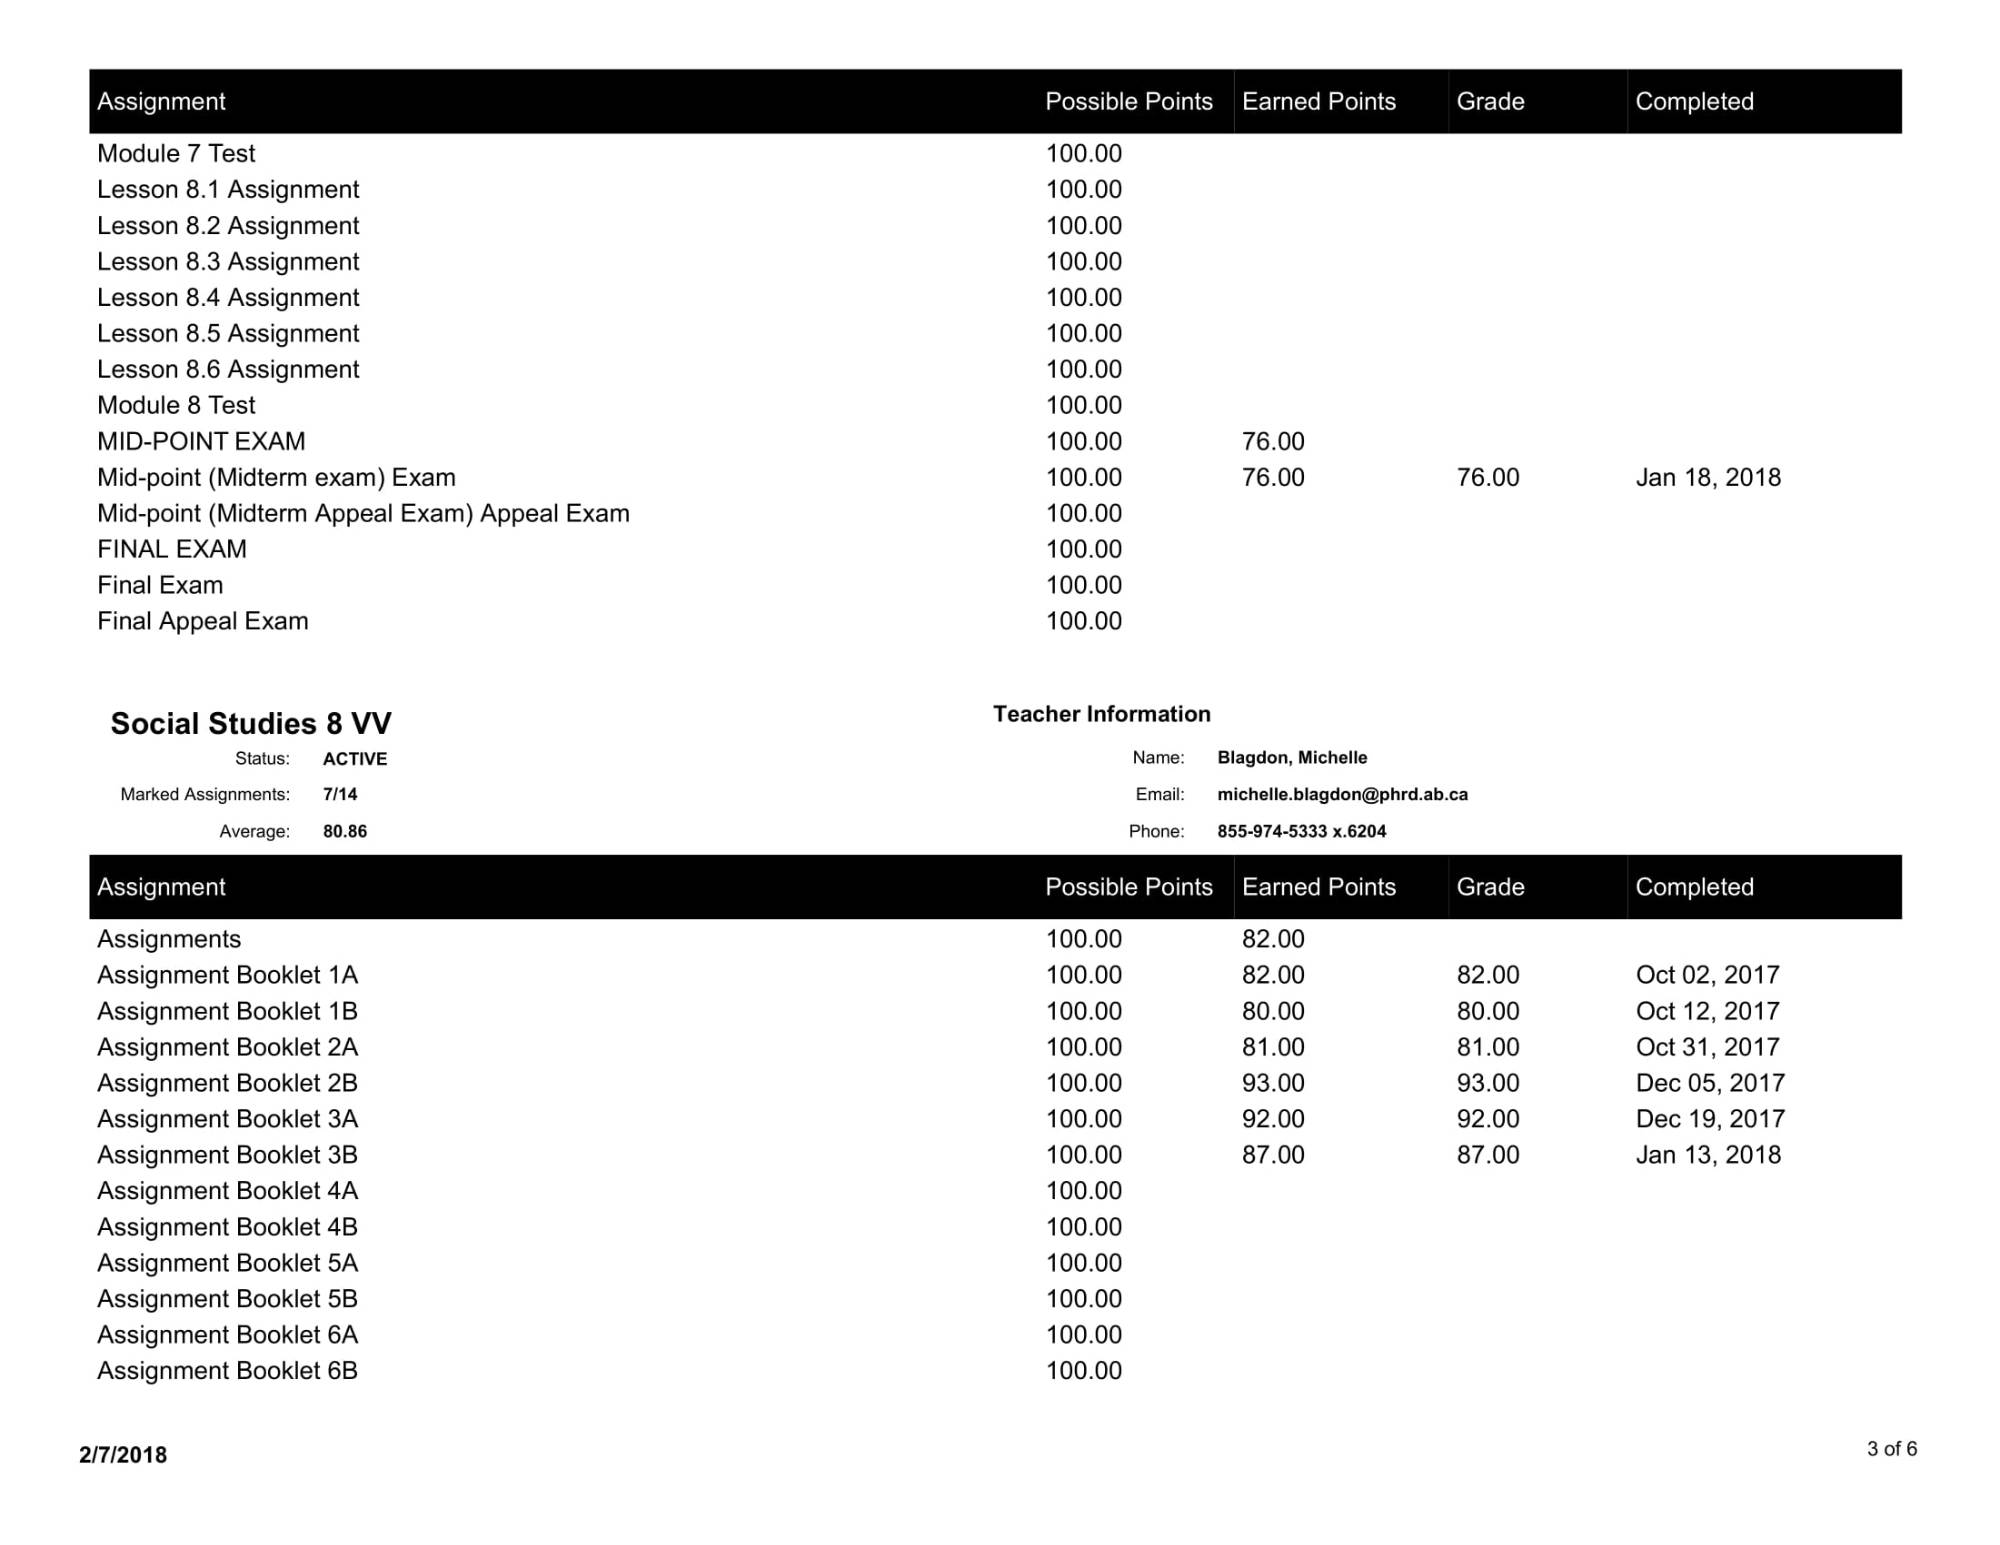 Assignment Possible Points Earned Points Grade Completed
Module 7 Test 100.00
Lesson 8.1 Assignment 100.00
Lesson 8.2 Assignment 100.00
Lesson 8.3 Assignment 100.00
Lesson 8.4 Assignment 100.00
Lesson 8.5 Assignment 100.00
Lesson 8.6 Assignment 100.00
Module 8 Test 100.00
MID-POINT EXAM 100.00 76.00
Mid-point (Midterm exam) Exam 100.00 76.00 76.00 Jan 18, 2018
Mid-point (Midterm Appeal Exam) Appeal Exam 100.00
FINAL EXAM 100.00
Final Exam 100.00
Final Appeal Exam 100.00
Social Studies 8 VV Teacher Information
Status: ACTIVE Name: Blagdon, Michelle
Marked Assignments: 7/14 Email: michelle.blagdon@phrd.ab.ca
Average: 80.86 Phone: 855-974-5333 x.6204
Assignment Possible Points Earned Points Grade Completed
Assignments 100.00 82.00
Assignment Booklet 1A 100.00 82.00 82.00 Oct 02, 2017
Assignment Booklet 1B 100.00 80.00 80.00 Oct 12, 2017
Assignment Booklet 2A 100.00 81.00 81.00 Oct 31, 2017
Assignment Booklet 2B 100.00 93.00 93.00 Dec 05, 2017
Assignment Booklet 3A 100.00 92.00 92.00 Dec 19, 2017
Assignment Booklet 3B 100.00 87.00 87.00 Jan 13, 2018
Assignment Booklet 4A 100.00
Assignment Booklet 4B 100.00
Assignment Booklet 5A 100.00
Assignment Booklet 5B 100.00
Assignment Booklet 6A 100.00
Assignment Booklet 6B 100.00
2/7/2018 3 of 6